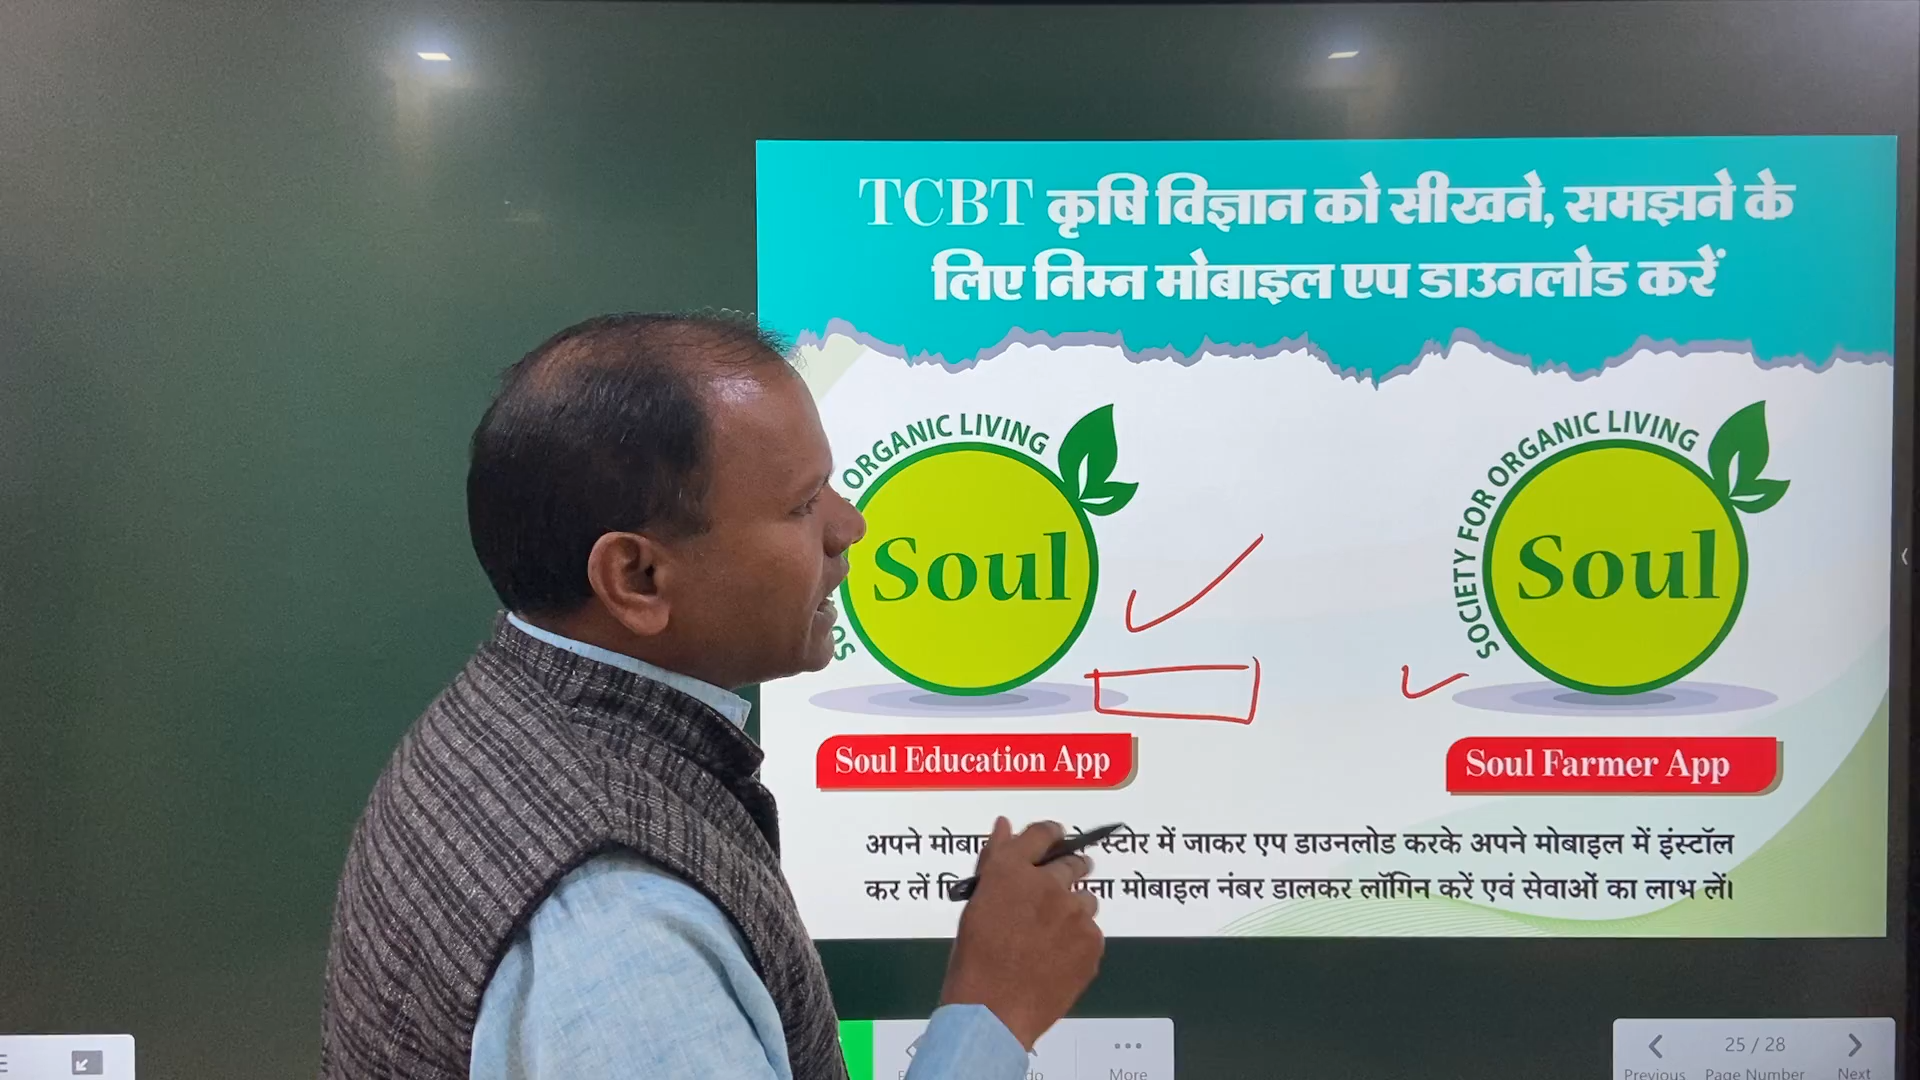 TCBT कृषि विज्ञान को सीखने, समझने के
लिए निम्न मोबाइल एप डाउनलोड करें
ORGANIC LIVING
Soul
SOCIETY FOR ORGANIC LIVING
Soul
Soul Education App
Soul Farmer App
अपने स्टोर में जाकर एप डाउनलोड करके अपने मोबाइल में इंस्टॉल
कर लें मोबाइल नंबर डालकर लॉगिन करें एवं सेवाओं का लाभ लें।
More
25 / 28
Previous Page Number Next